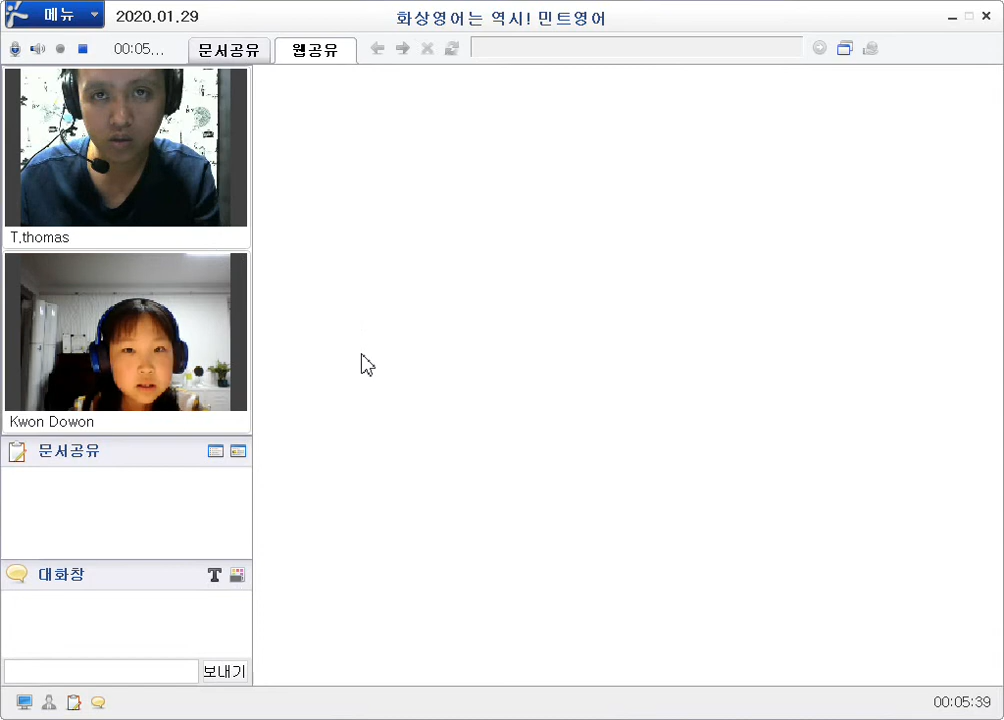 메뉴
2020.01.29
화상영어는 역시! 민트영어
00:05...
문서공유
웹공유
T.thomas
Kwon Dowon
문서공유
대화창
보내기
00:05:39